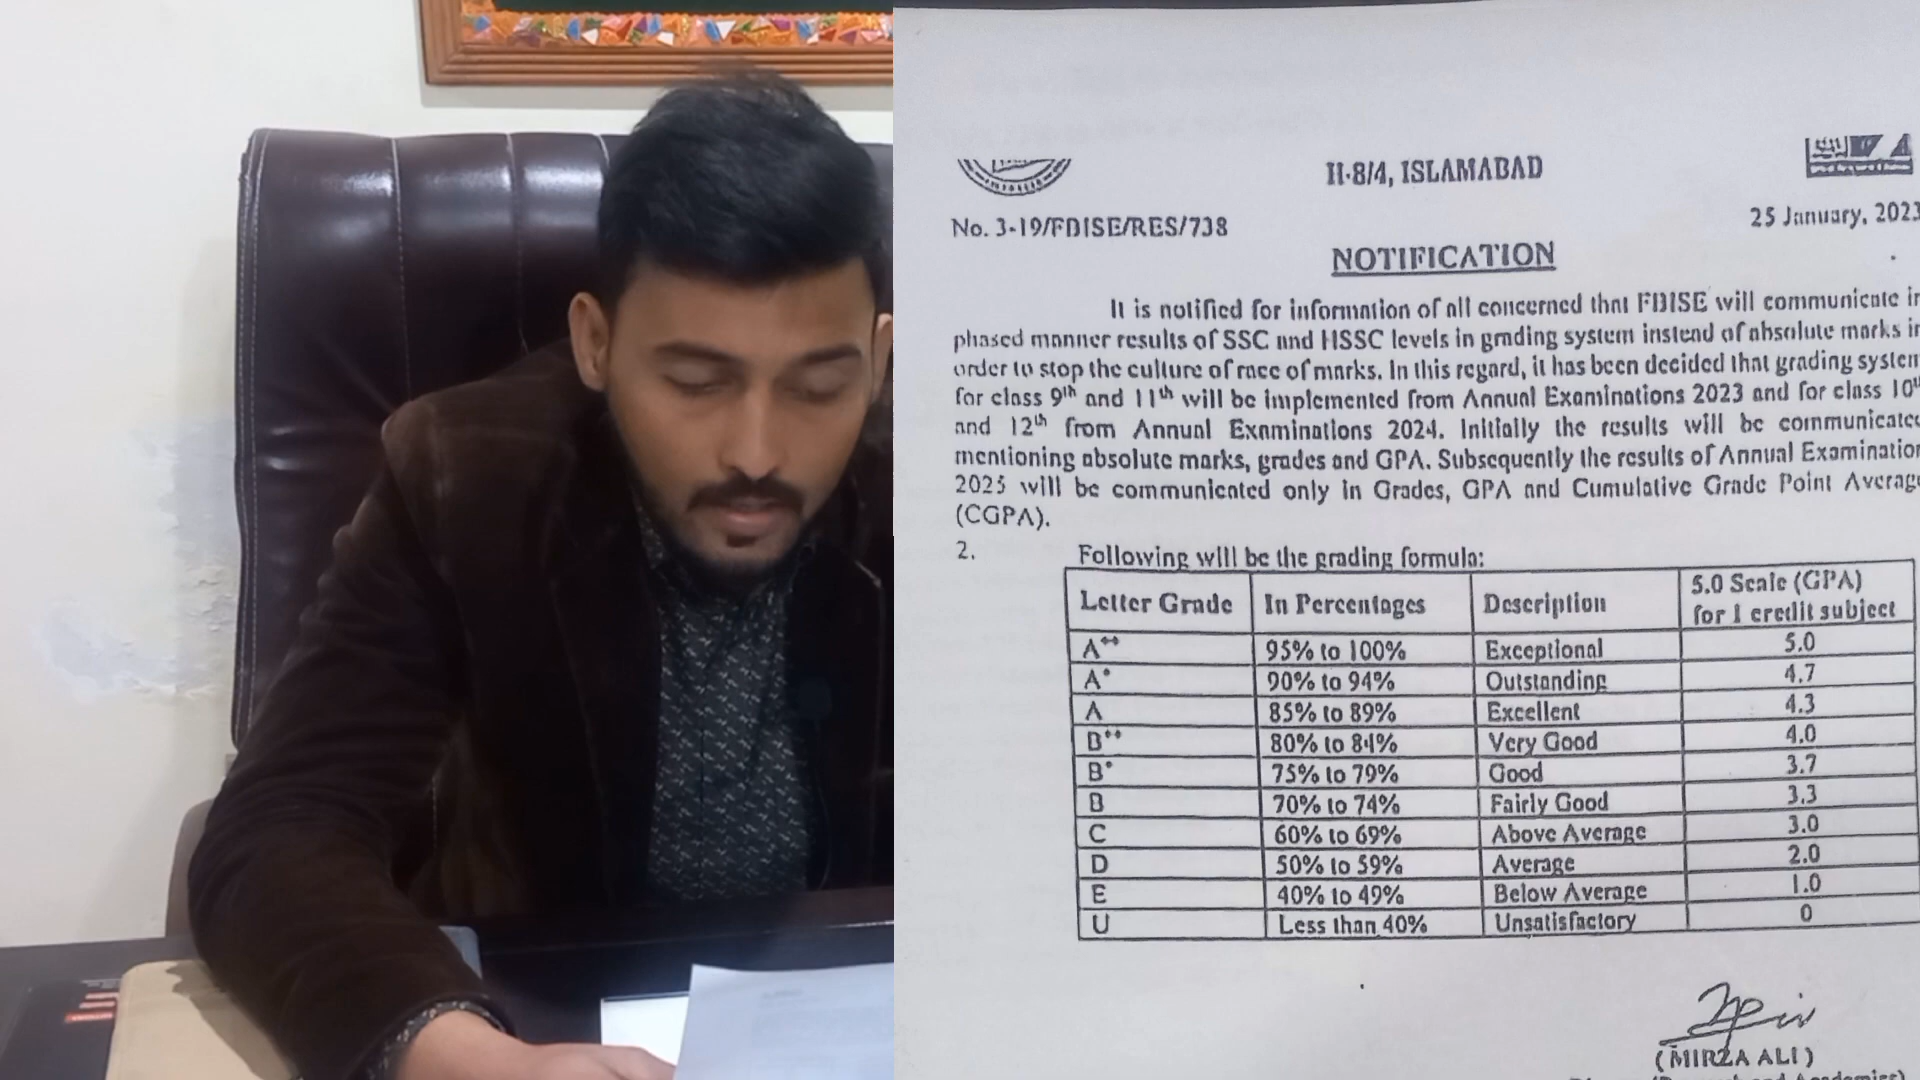 H-8/4, ISLAMABAD
No. 3-19/FBISE/RES/738
25 January, 2023
NOTIFICATION
It is notified for information of all concerned that FBISE will communicate in
phased manner results of SSC and HSSC levels in grading system instead of absolute marks in
order to stop the culture of race of marks. In this regard, it has been decided that grading system
for class 9th and 11th will be implemented from Annual Examinations 2023 and for class 10th
and 12th from Annual Examinations 2024. Initially the results will be communicated
mentioning absolute marks, grades and GPA. Subsequently the results of Annual Examination
2025 will be communicated only in Grades, GPA and Cumulative Grade Point Average
(CGPA).
2. Following will be the grading formula:
Letter Grade In Percentages Description 5.0 Scale (GPA)
for 1 credit subject
A++ 95% to 100% Exceptional 5.0
A+ 90% to 94% Outstanding 4.7
A 85% to 89% Excellent 4.3
B++ 80% to 84% Very Good 4.0
B+ 75% to 79% Good 3.7
B 70% to 74% Fairly Good 3.3
C 60% to 69% Above Average 3.0
D 50% to 59% Average 2.0
E 40% to 49% Below Average 1.0
U Less than 40% Unsatisfactory 0
(MIRZA ALI)